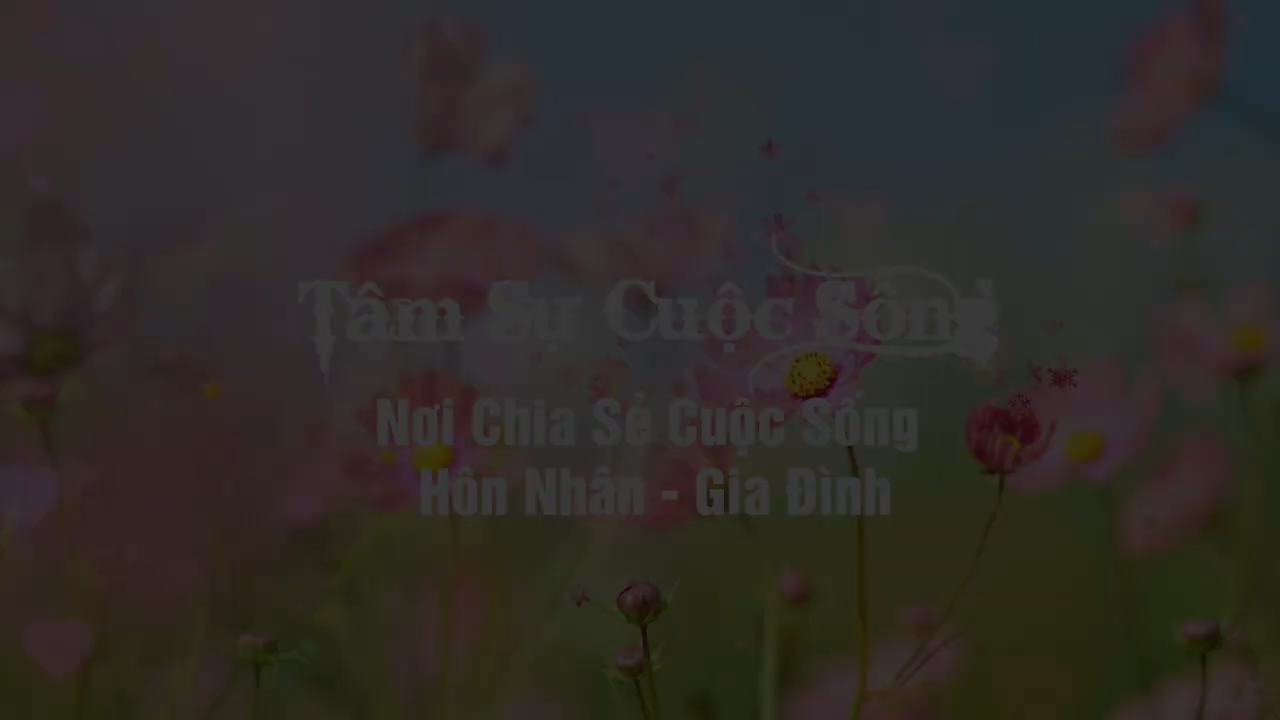 Tâm Sự Cuộc Sống
Nơi Chia Sẻ Cuộc Sống
Hôn Nhân - Gia Đình